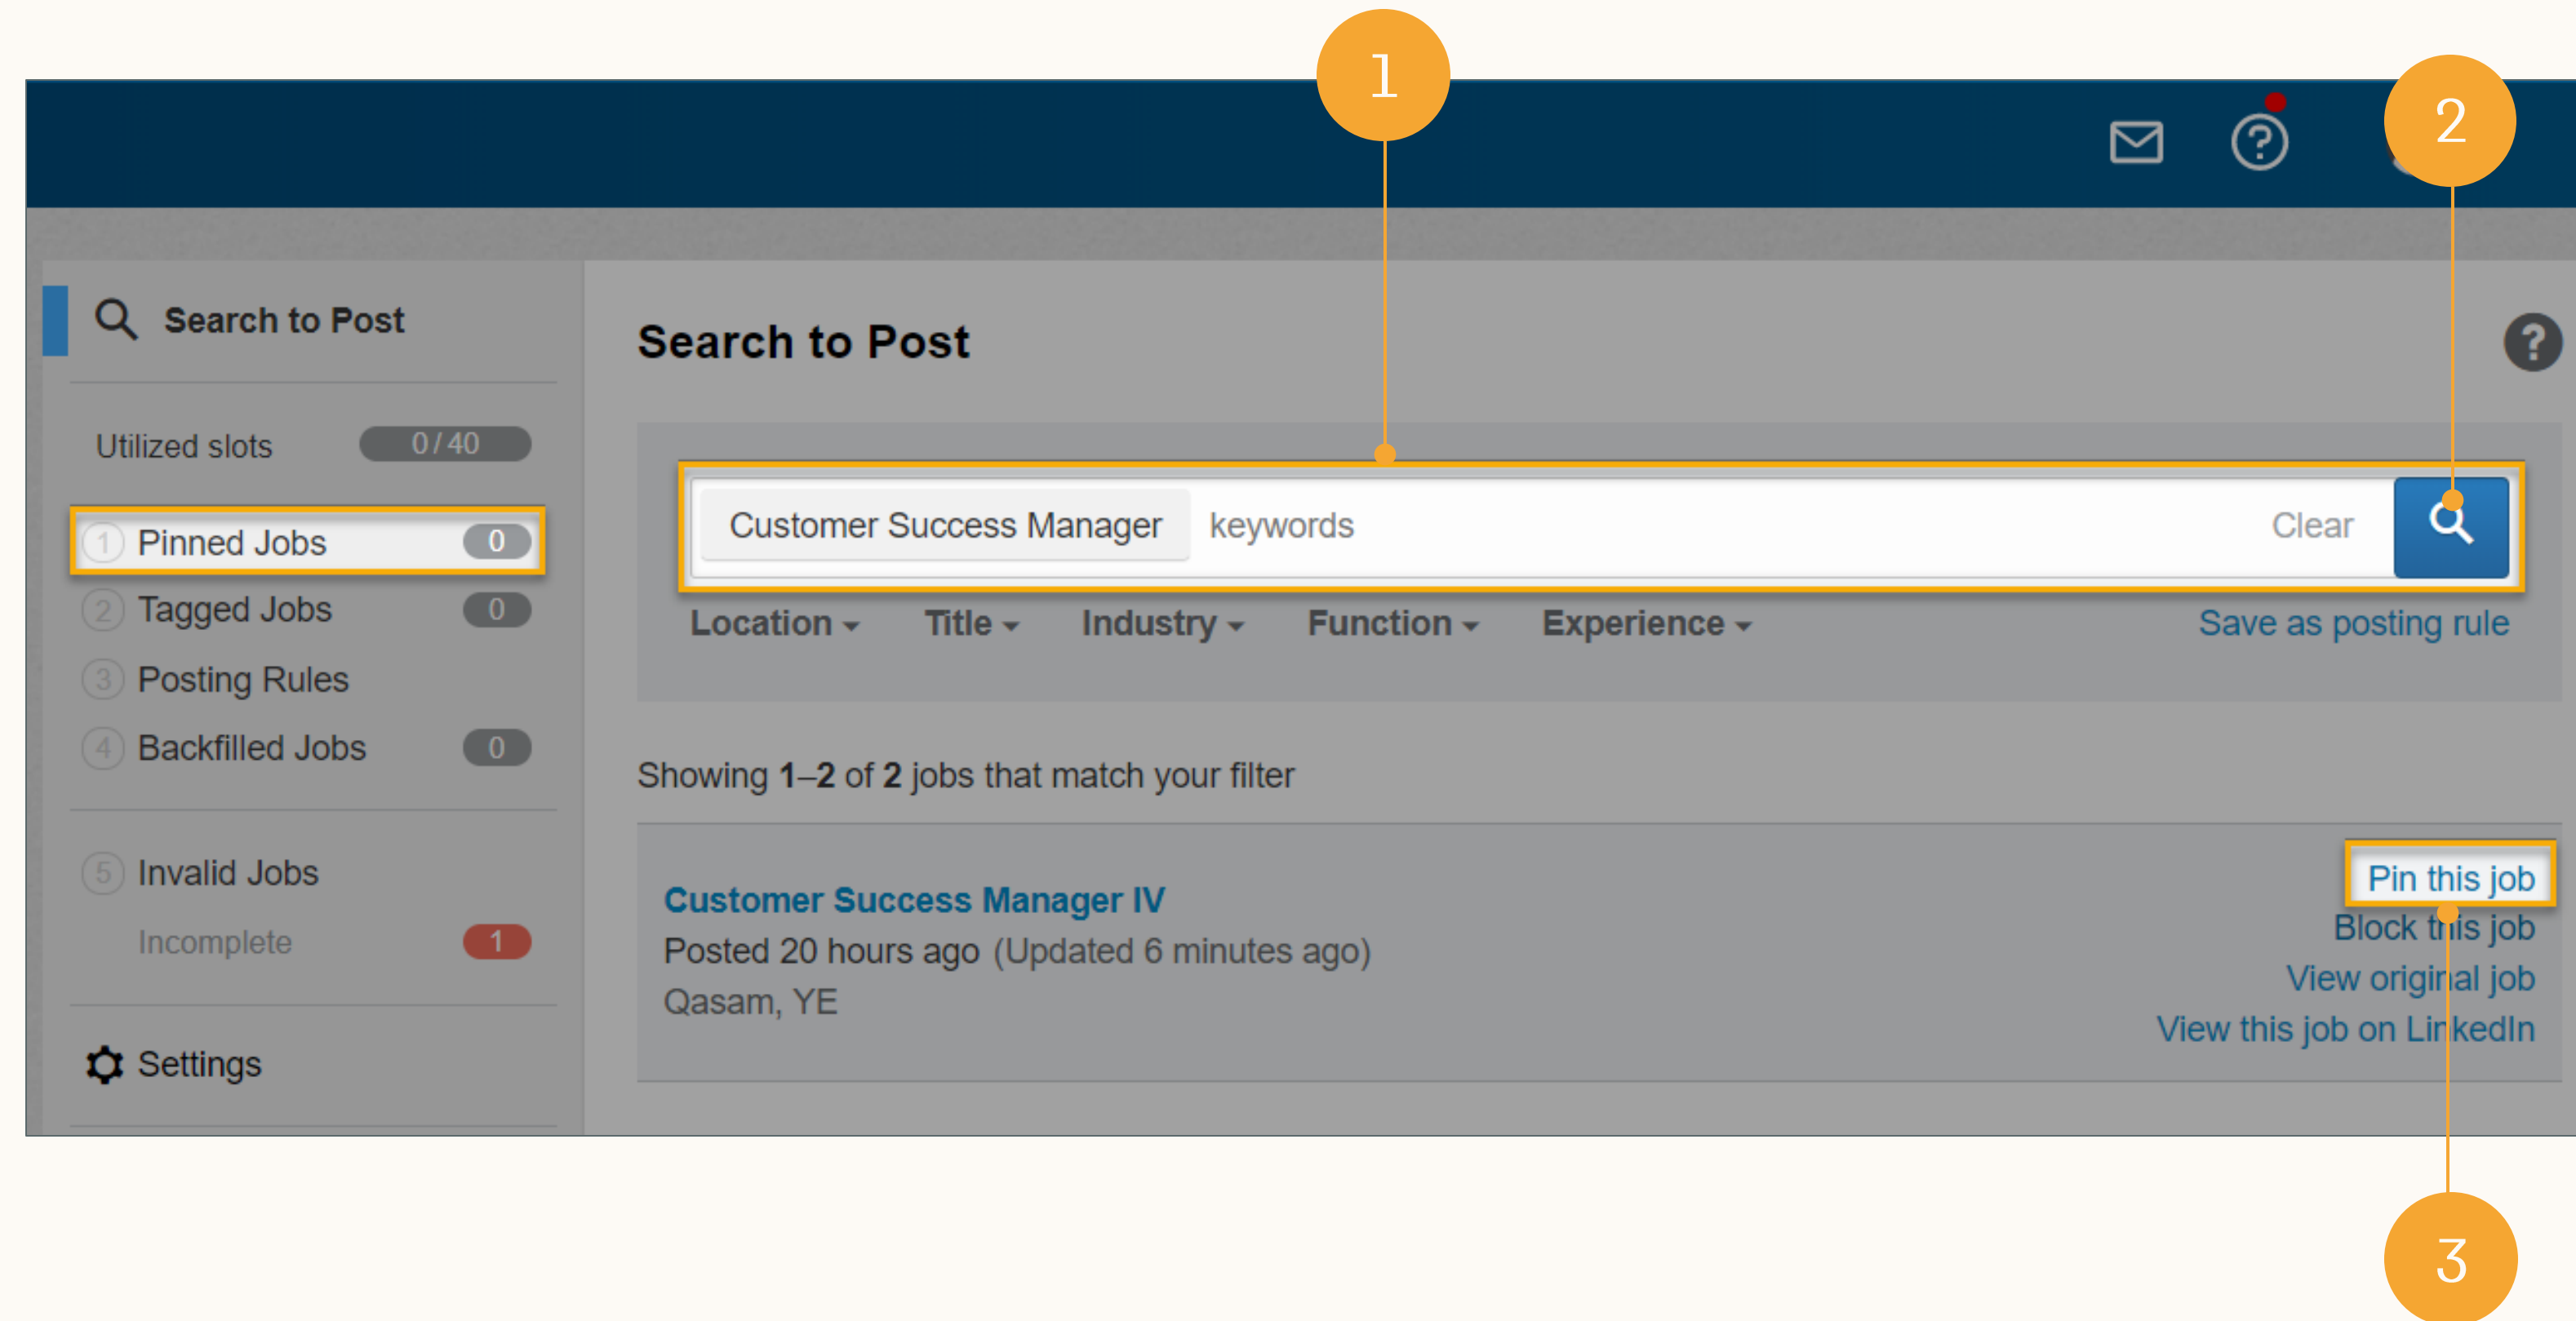 1
2
Search to Post
Utilized slots 0/40
1 Pinned Jobs 0
2 Tagged Jobs 0
3 Posting Rules
4 Backfilled Jobs 0
5 Invalid Jobs
Incomplete 1
Settings
Search to Post
Customer Success Manager keywords Clear
Location Title Industry Function Experience Save as posting rule
Showing 1–2 of 2 jobs that match your filter
Customer Success Manager IV
Posted 20 hours ago (Updated 6 minutes ago)
Qasam, YE
Pin this job
Block this job
View original job
View this job on LinkedIn
3